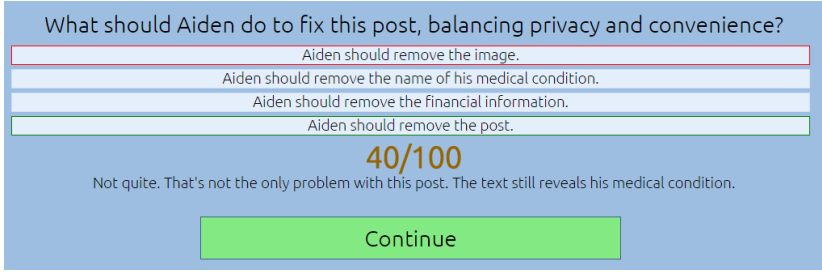 What should Aiden do to fix this post, balancing privacy and convenience?
Aiden should remove the image.
Aiden should remove the name of his medical condition.
Aiden should remove the financial information.
Aiden should remove the post.
40/100
Not quite. That's not the only problem with this post. The text still reveals his medical condition.
Continue